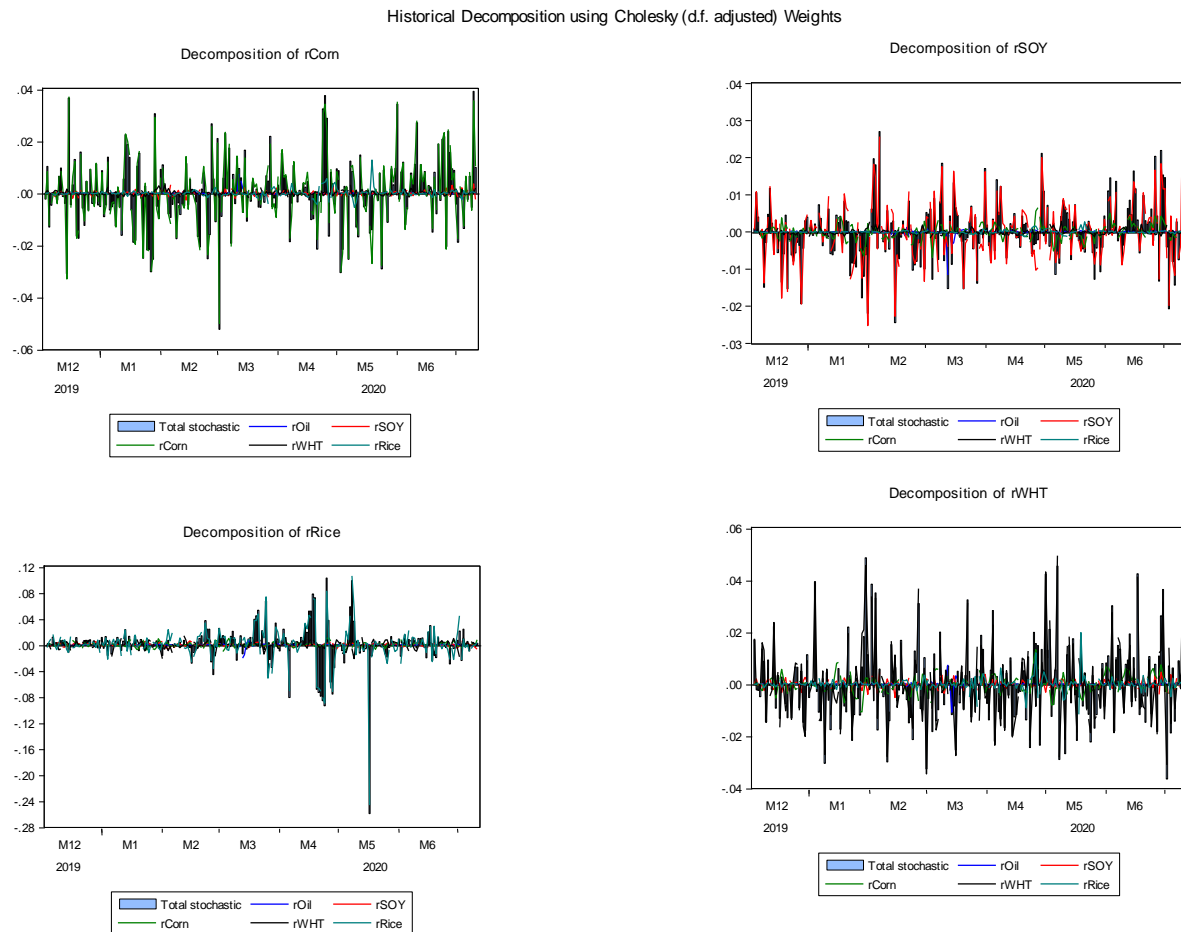 Historical Decomposition using Cholesky (d.f. adjusted) Weights
Decomposition of rCorn
.04
.02
.00
-.02
-.04
-.06
M12 M1 M2 M3 M4 M5 M6
2019 2020
Total stochastic rOil rSOY
rCorn rWHT rRice
Decomposition of rSOY
.04
.03
.02
.01
.00
-.01
-.02
-.03
M12 M1 M2 M3 M4 M5 M6
2019 2020
Total stochastic rOil rSOY
rCorn rWHT rRice
Decomposition of rRice
.12
.08
.04
.00
-.04
-.08
-.12
-.16
-.20
-.24
-.28
M12 M1 M2 M3 M4 M5 M6
2019 2020
Total stochastic rOil rSOY
rCorn rWHT rRice
Decomposition of rWHT
.06
.04
.02
.00
-.02
-.04
M12 M1 M2 M3 M4 M5 M6
2019 2020
Total stochastic rOil rSOY
rCorn rWHT rRice